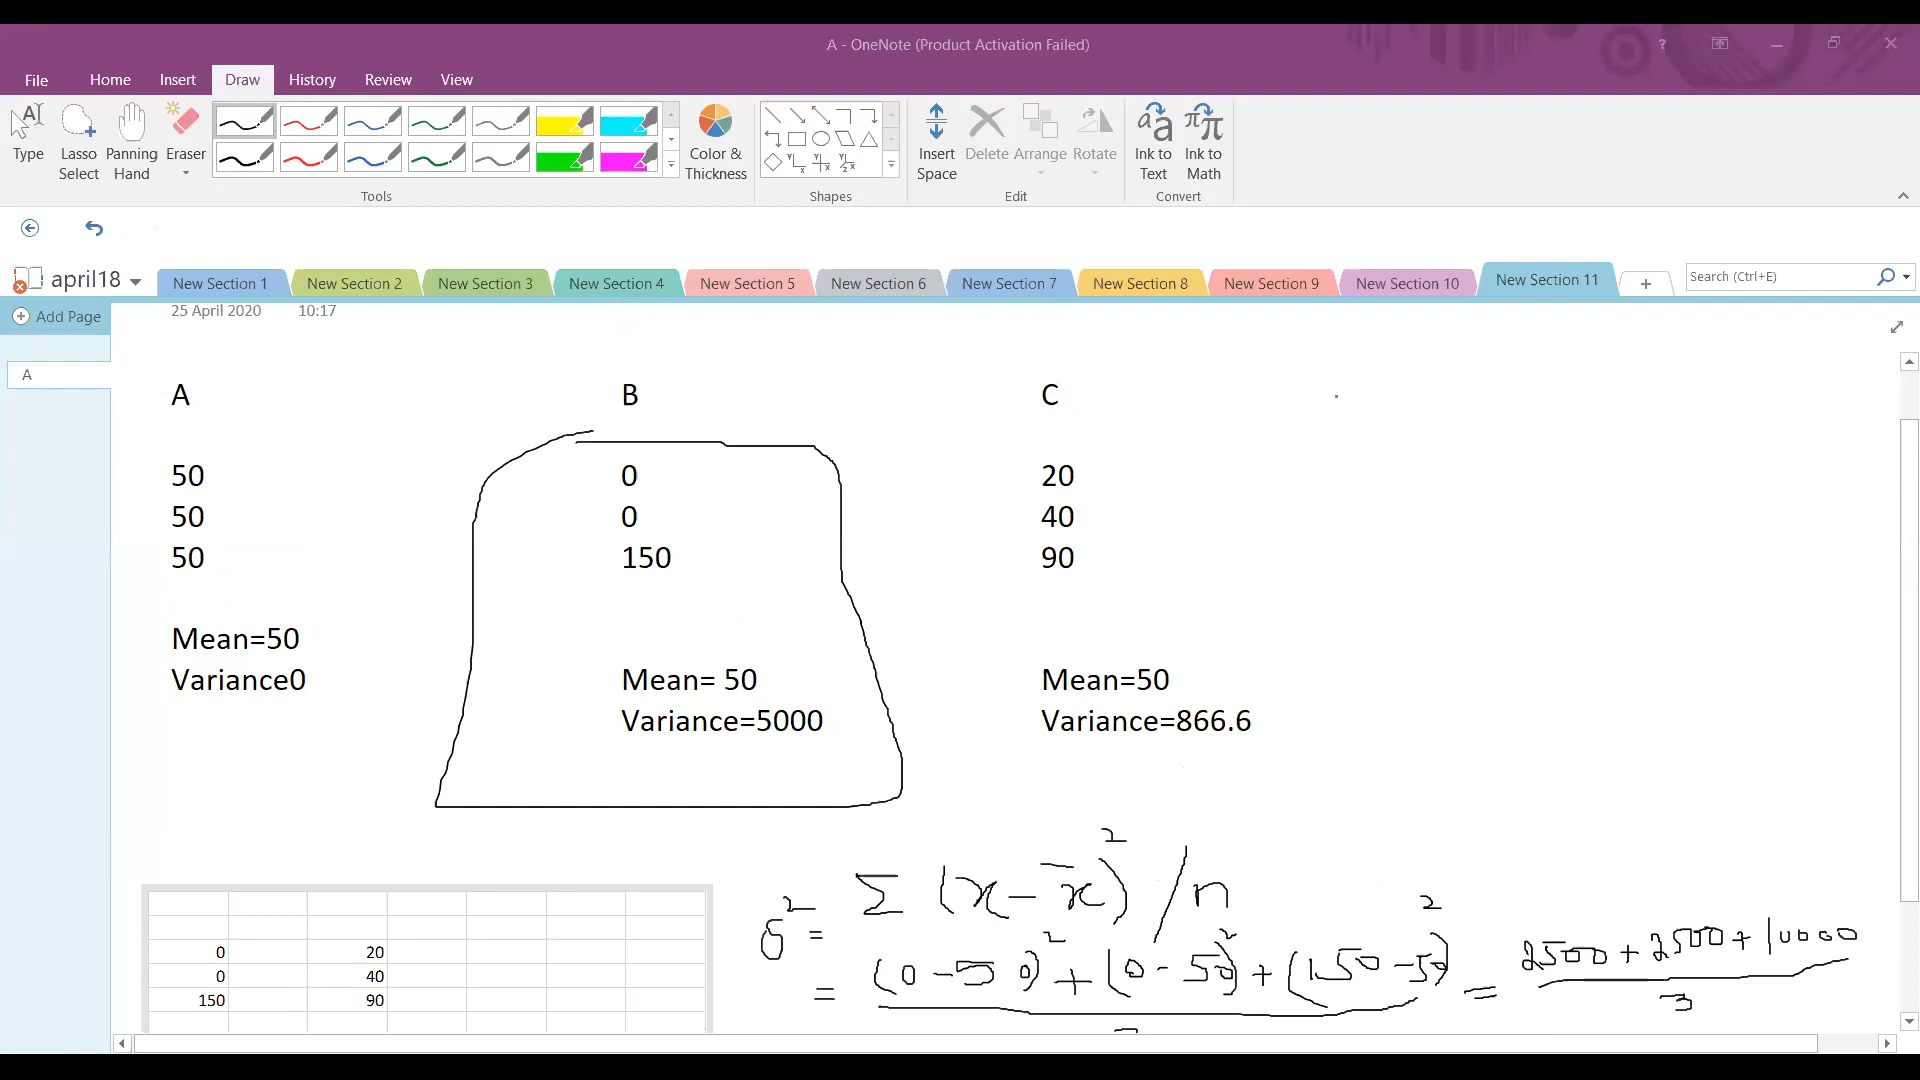 A - OneNote (Product Activation Failed)
File Home Insert Draw History Review View
Type
Lasso Select
Panning Hand
Eraser
Color & Thickness
Insert Space
Delete
Arrange
Rotate
Ink to Text
Ink to Math
Tools
Shapes
Edit
Convert
april18
New Section 1 New Section 2 New Section 3 New Section 4 New Section 5 New Section 6 New Section 7 New Section 8 New Section 9 New Section 10 New Section 11
Search (Ctrl+E)
Add Page
A
25 April 2020 10:17
A B C
50 0 20
50 0 40
50 150 90
Mean=50
Variance0
Mean= 50
Variance=5000
Mean=50
Variance=866.6
0 20
0 40
150 90
σ² = Σ (x - x̄)² / n
= (0-50)² + (0-50)² + (150-50)² = 2500 + 2500 + 10000
3